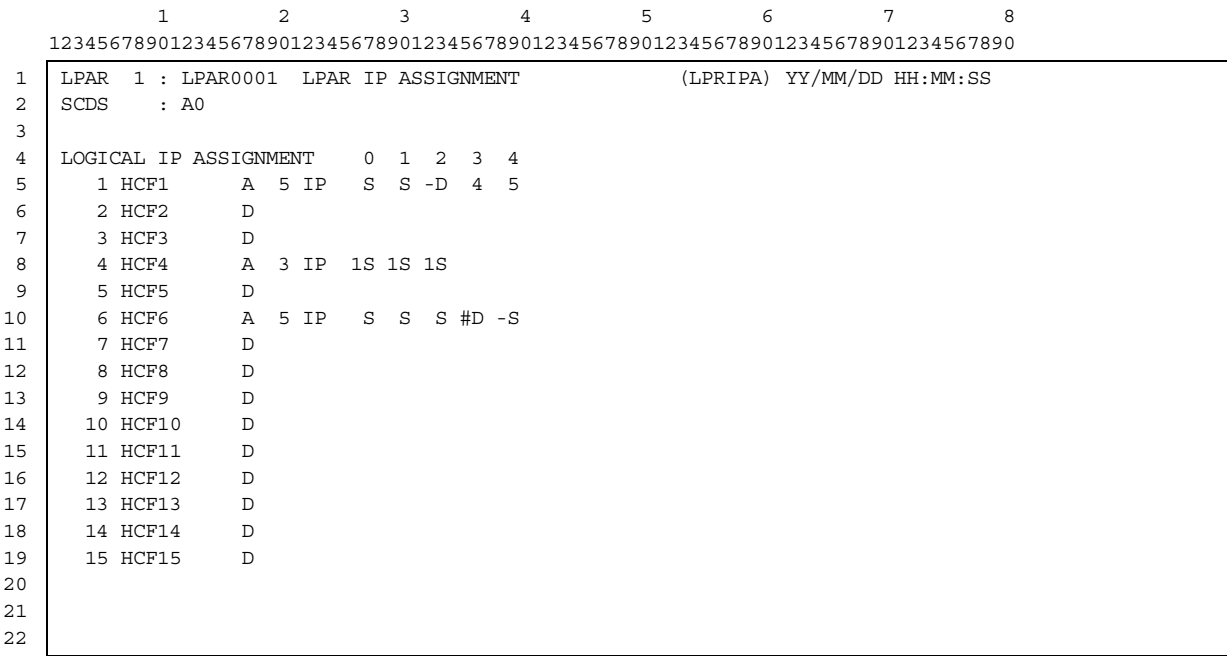 1 2 3 4 5 6 7 8
12345678901234567890123456789012345678901234567890123456789012345678901234567890
1 LPAR 1 : LPAR0001 LPAR IP ASSIGNMENT (LPRIPA) YY/MM/DD HH:MM:SS
2 SCDS : A0
3
4 LOGICAL IP ASSIGNMENT 0 1 2 3 4
5 1 HCF1 A 5 IP S S -D 4 5
6 2 HCF2 D
7 3 HCF3 D
8 4 HCF4 A 3 IP 1S 1S 1S
9 5 HCF5 D
10 6 HCF6 A 5 IP S S S #D -S
11 7 HCF7 D
12 8 HCF8 D
13 9 HCF9 D
14 10 HCF10 D
15 11 HCF11 D
16 12 HCF12 D
17 13 HCF13 D
18 14 HCF14 D
19 15 HCF15 D
20
21
22